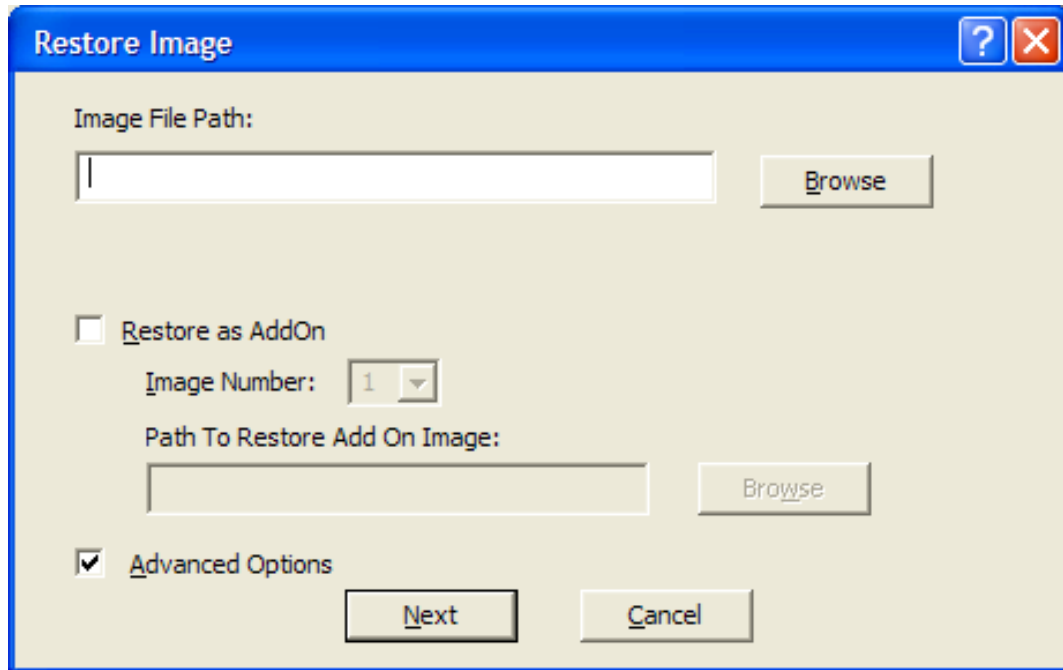 Restore Image
Image File Path:
Browse
Restore as AddOn
Image Number: 1
Path To Restore Add On Image:
Browse
Advanced Options
Next Cancel